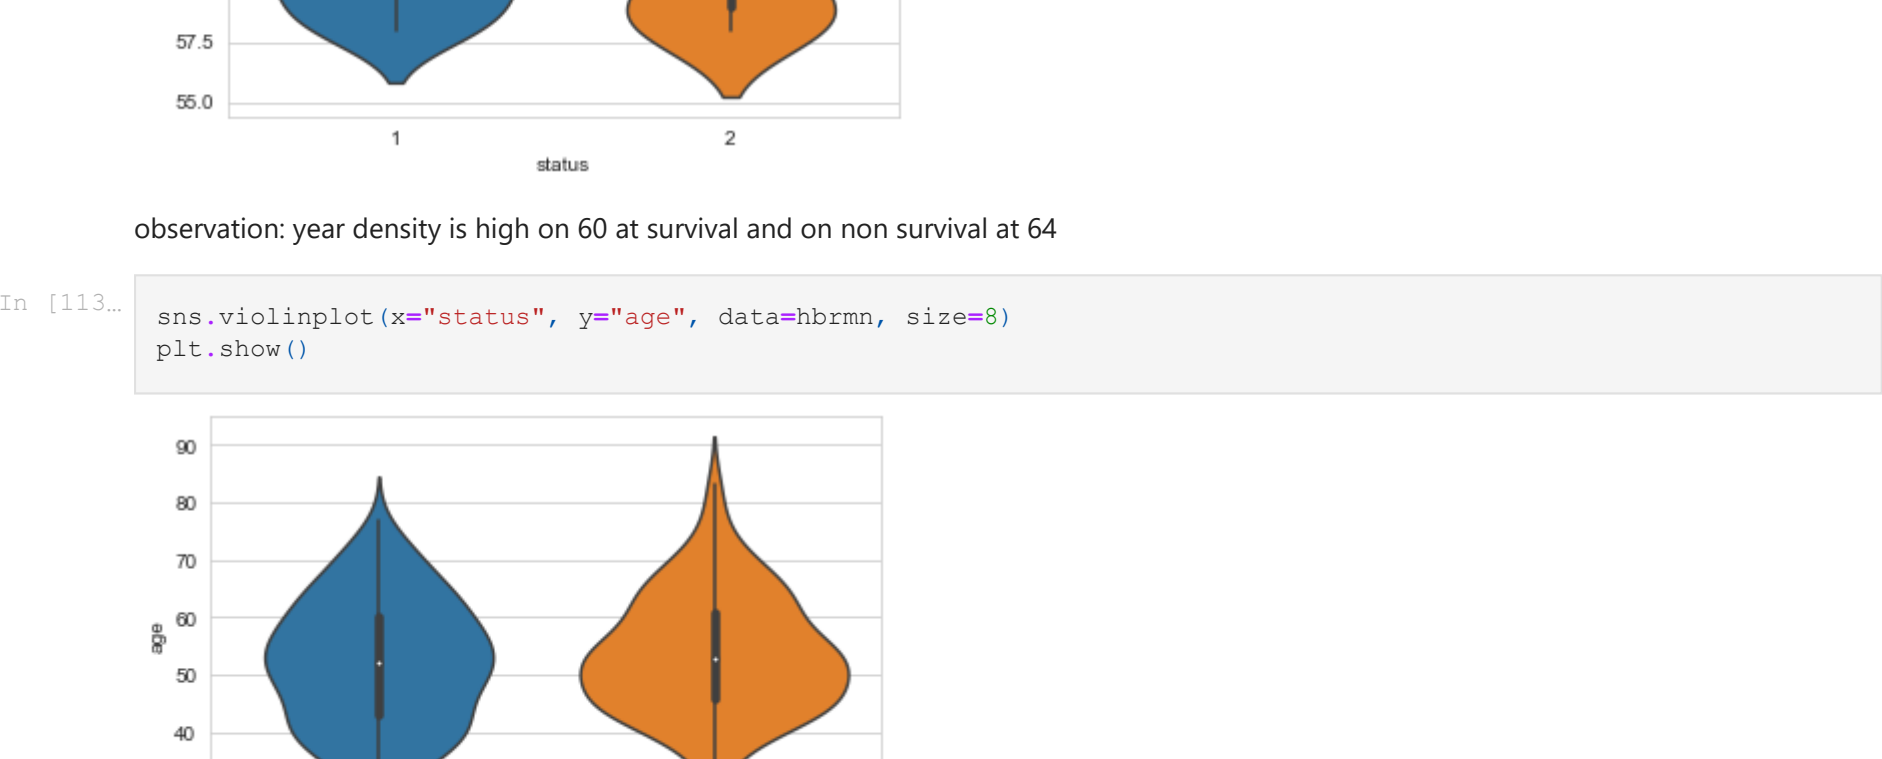 57.5
55.0
1 2
status
observation: year density is high on 60 at survival and on non survival at 64
In [113…
sns.violinplot(x="status", y="age", data=hbrmn, size=8)
plt.show()
90
80
70
60
age
50
40